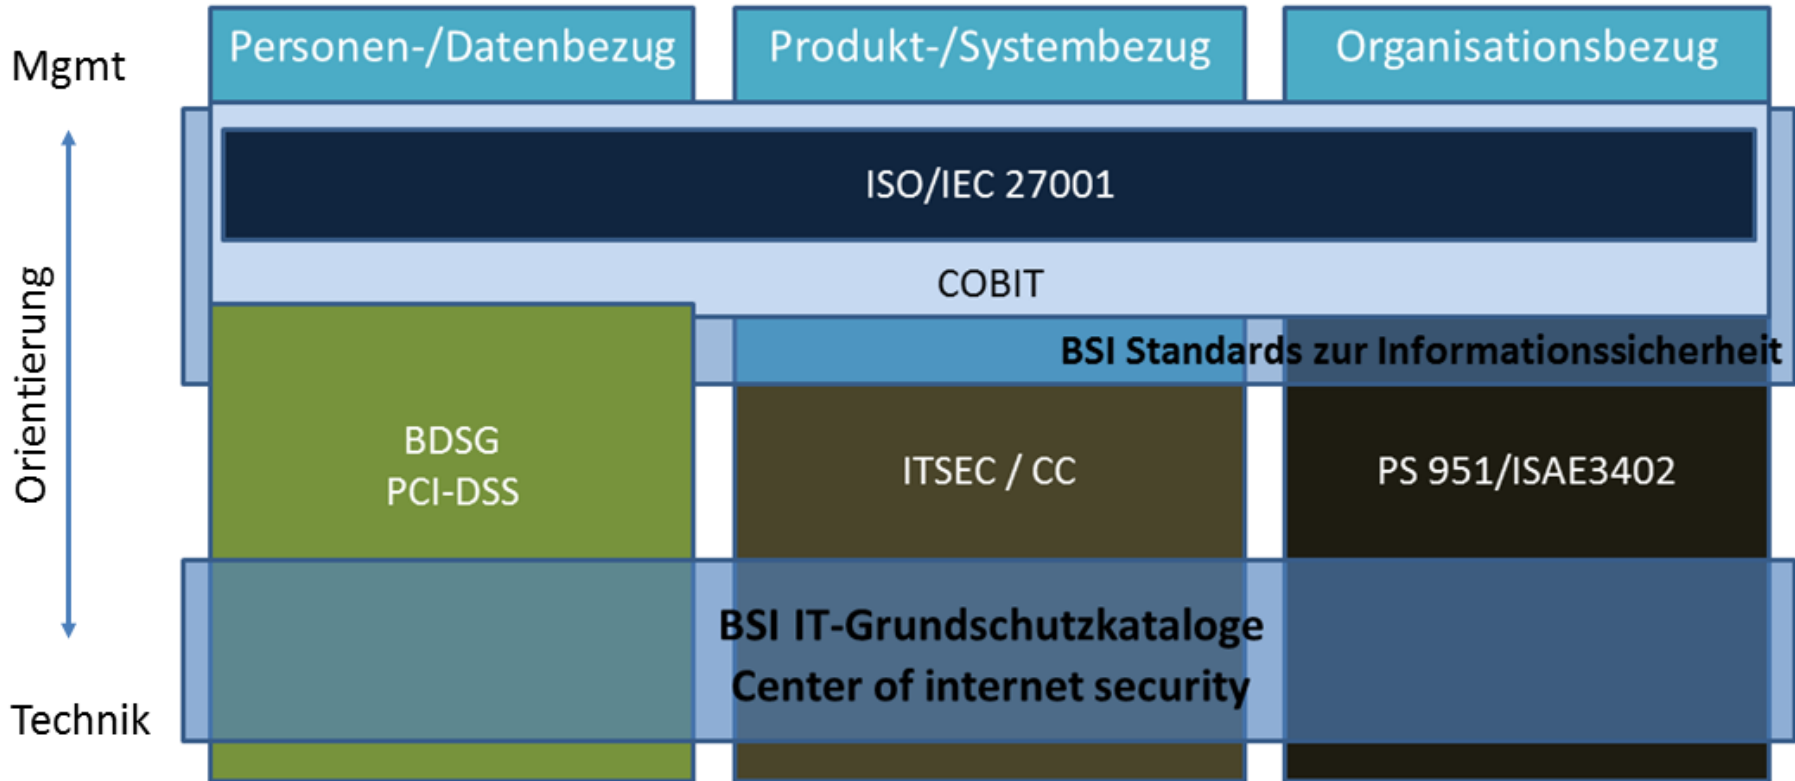 Mgmt
Personen-/Datenbezug
Produkt-/Systembezug
Organisationsbezug
ISO/IEC 27001
COBIT
BSI Standards zur Informationssicherheit
Orientierung
BDSG
PCI-DSS
ITSEC / CC
PS 951/ISAE3402
BSI IT-Grundschutzkataloge
Center of internet security
Technik